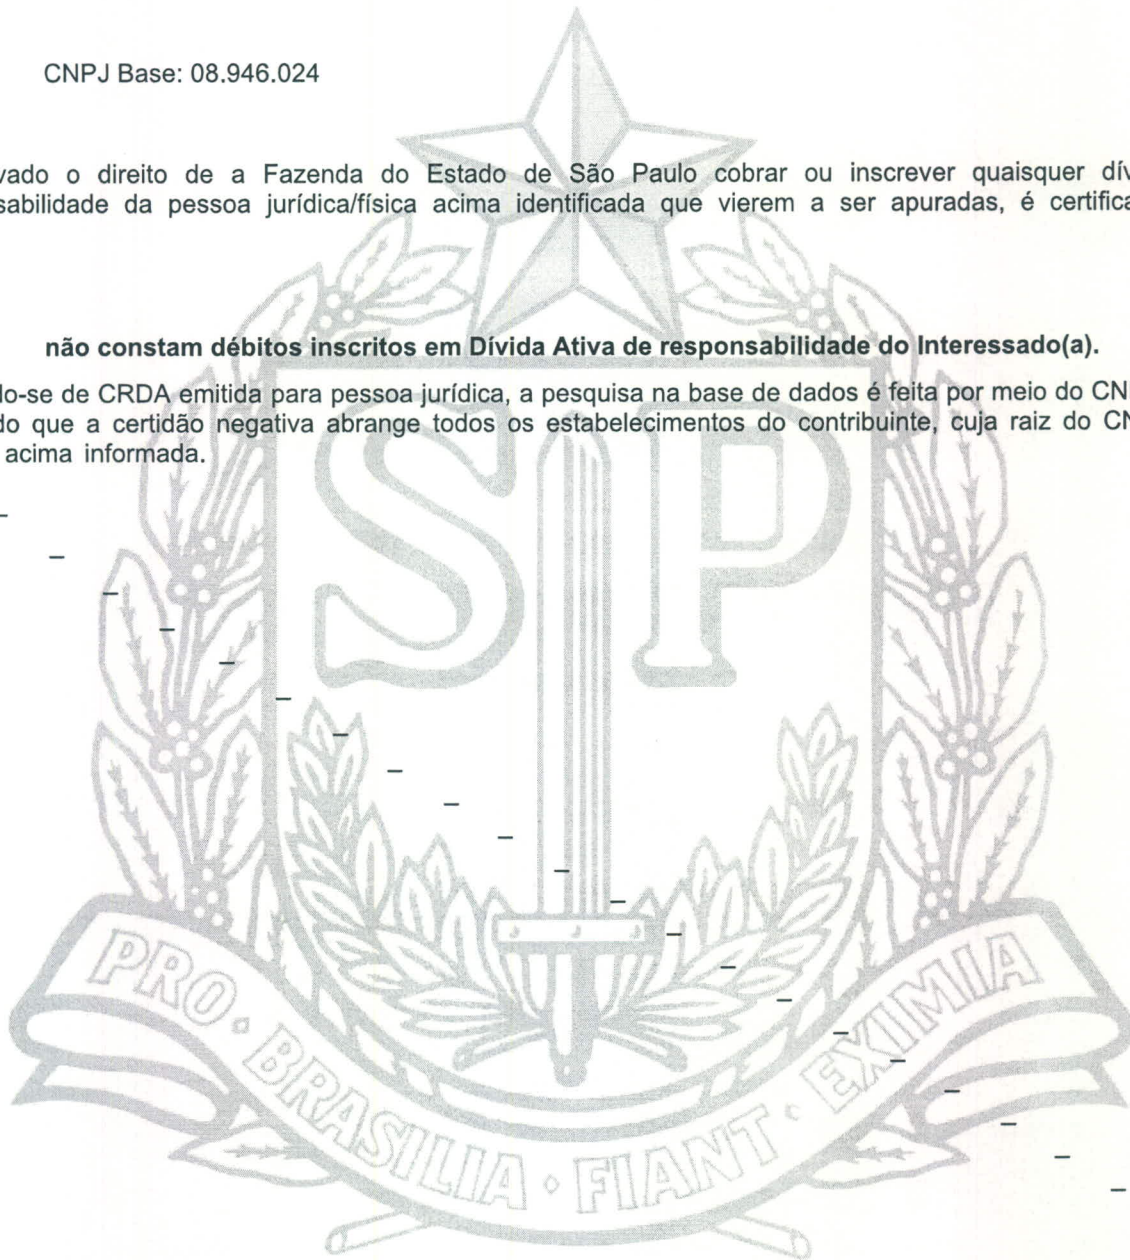 CNPJ Base: 08.946.024
vado o direito de a Fazenda do Estado de São Paulo cobrar ou inscrever quaisquer dív
sabilidade da pessoa jurídica/física acima identificada que vierem a ser apuradas, é certifica
não constam débitos inscritos em Dívida Ativa de responsabilidade do Interessado(a).
do-se de CRDA emitida para pessoa jurídica, a pesquisa na base de dados é feita por meio do CN
do que a certidão negativa abrange todos os estabelecimentos do contribuinte, cuja raiz do CN
acima informada.
SP
PRO · BRASILIA · FIANT · EXIMIA